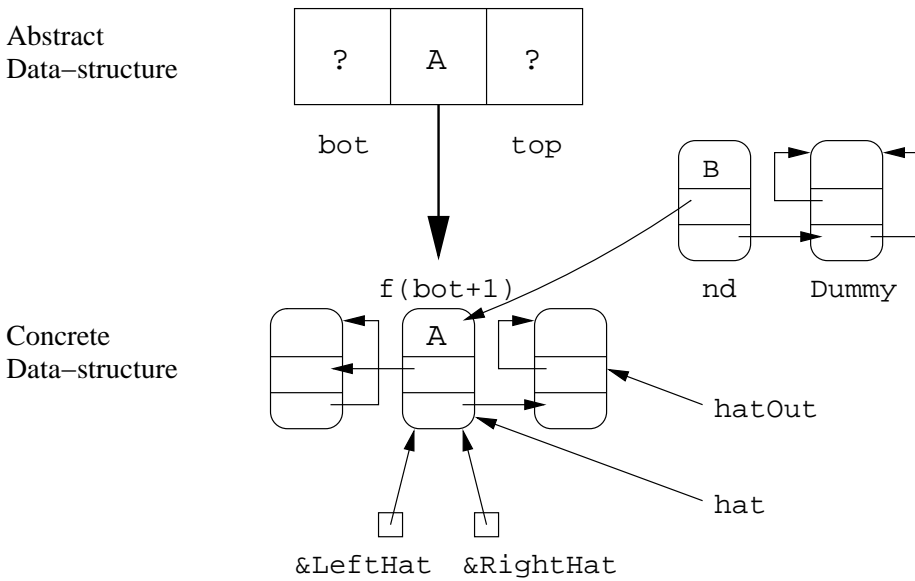 Abstract
Data−structure
? A ?
bot top
B
nd Dummy
f(bot+1)
Concrete
Data−structure
A
hatOut
hat
&LeftHat &RightHat